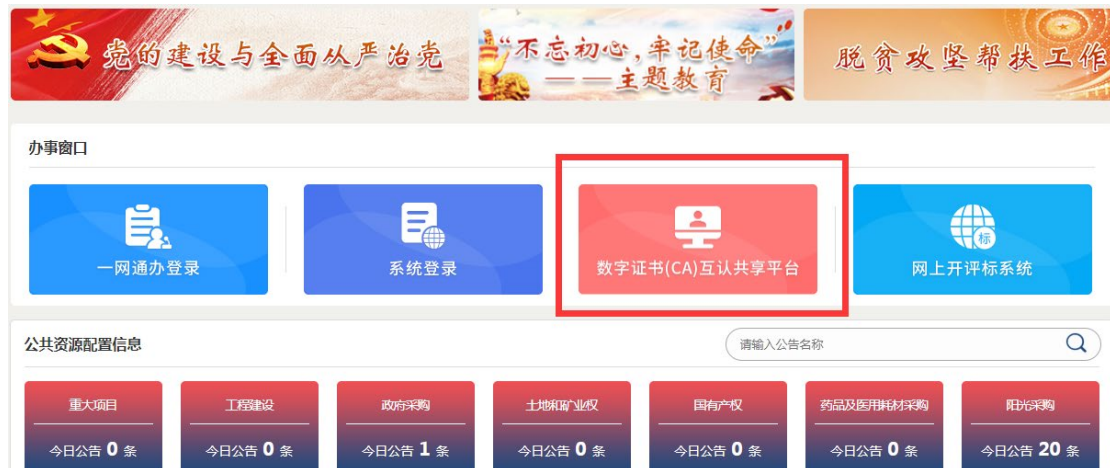 党的建设与全面从严治党
“不忘初心,牢记使命”
——主题教育
脱贫攻坚帮扶工作
办事窗口
一网通办登录
系统登录
数字证书(CA)互认共享平台
标
网上开评标系统
公共资源配置信息
请输入公告名称
重大项目
工程建设
政府采购
土地和矿业权
国有产权
药品及医用耗材采购
阳光采购
今日公告 0 条
今日公告 0 条
今日公告 1 条
今日公告 0 条
今日公告 0 条
今日公告 0 条
今日公告 20 条